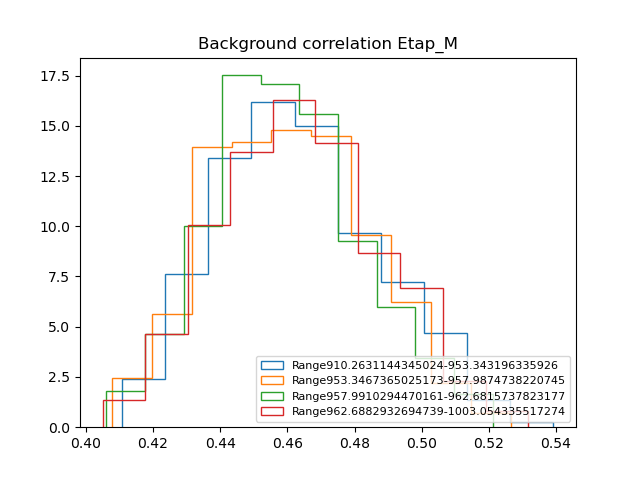 Background correlation Etap_M
17.5
15.0
12.5
10.0
7.5
5.0
2.5
0.0
Range910.2631144345024-953.343196335926
Range953.3467365025173-957.9874738220745
Range957.9910294470161-962.6815737823177
Range962.6882932694739-1003.054335517274
0.40 0.42 0.44 0.46 0.48 0.50 0.52 0.54